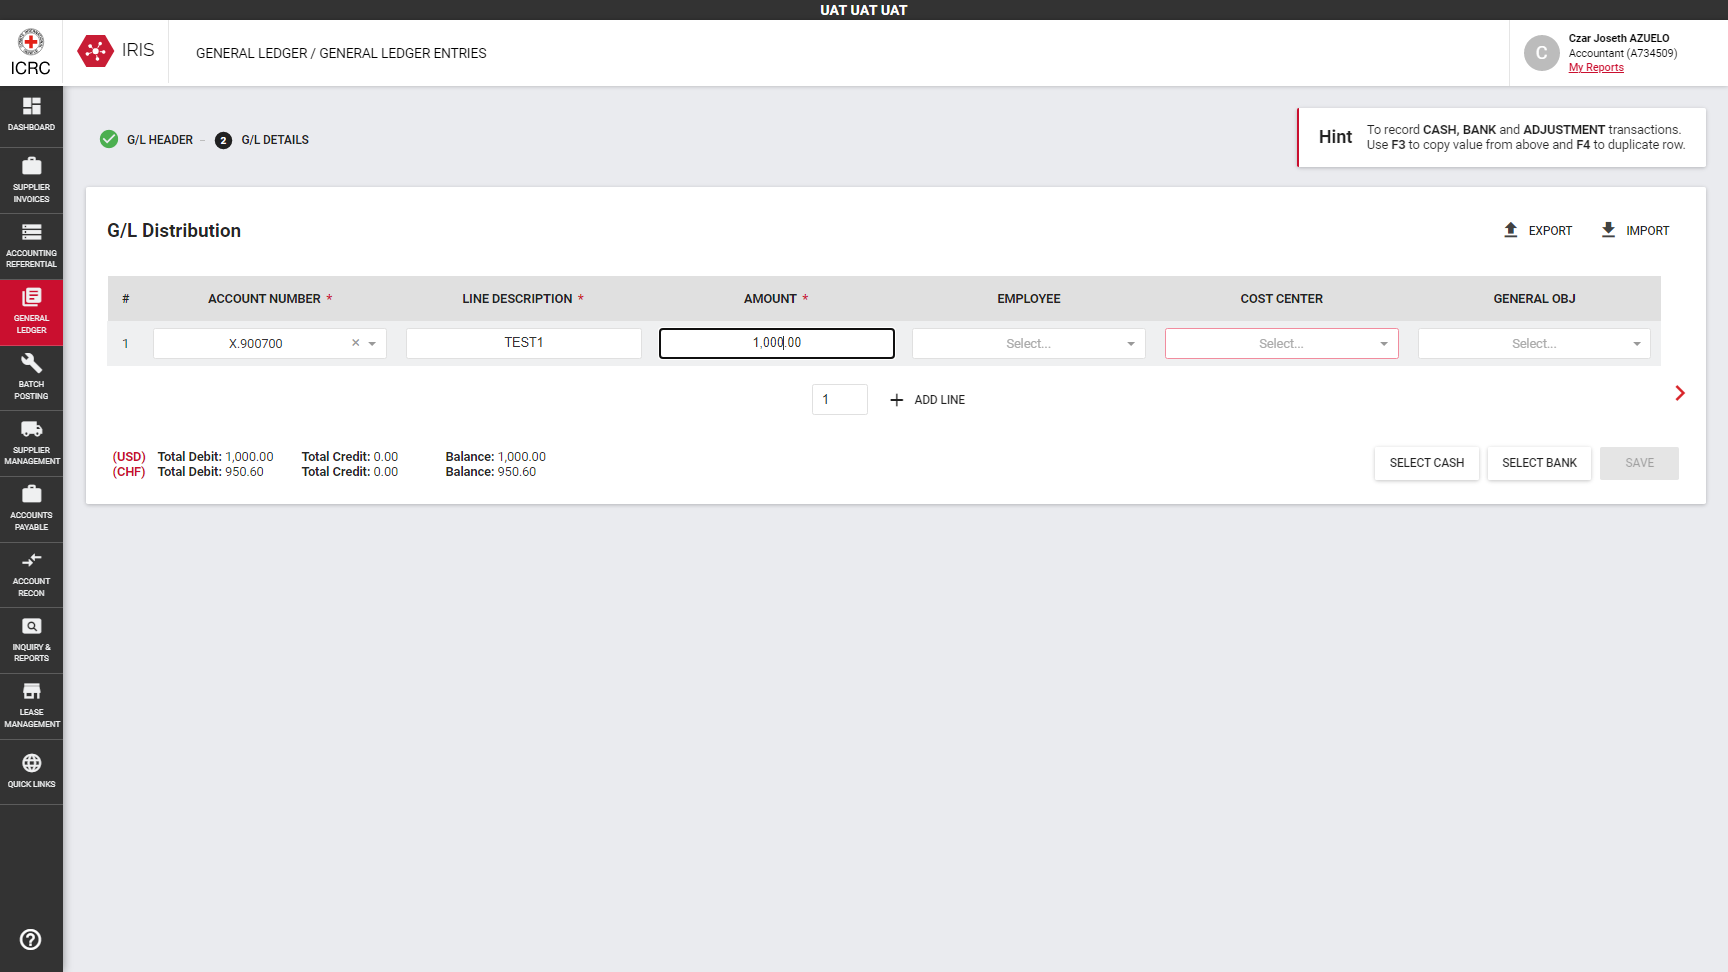 UAT UAT UAT
ICRC
IRIS
GENERAL LEDGER / GENERAL LEDGER ENTRIES
C
Czar Joseth AZUELO
Accountant (A734509)
My Reports
DASHBOARD
SUPPLIER
INVOICES
ACCOUNTING
REFERENTIAL
GENERAL
LEDGER
BATCH
POSTING
SUPPLIER
MANAGEMENT
ACCOUNTS
PAYABLE
ACCOUNT
RECON
INQUIRY &
REPORTS
LEASE
MANAGEMENT
QUICK LINKS
G/L HEADER – 2 G/L DETAILS
Hint
To record CASH, BANK and ADJUSTMENT transactions.
Use F3 to copy value from above and F4 to duplicate row.
G/L Distribution
EXPORT IMPORT
# ACCOUNT NUMBER * LINE DESCRIPTION * AMOUNT * EMPLOYEE COST CENTER GENERAL OBJ
1 X.900700 × TEST1 1,000.00 Select... Select... Select...
1 + ADD LINE
(USD) Total Debit: 1,000.00 Total Credit: 0.00 Balance: 1,000.00
(CHF) Total Debit: 950.60 Total Credit: 0.00 Balance: 950.60
SELECT CASH SELECT BANK SAVE
?